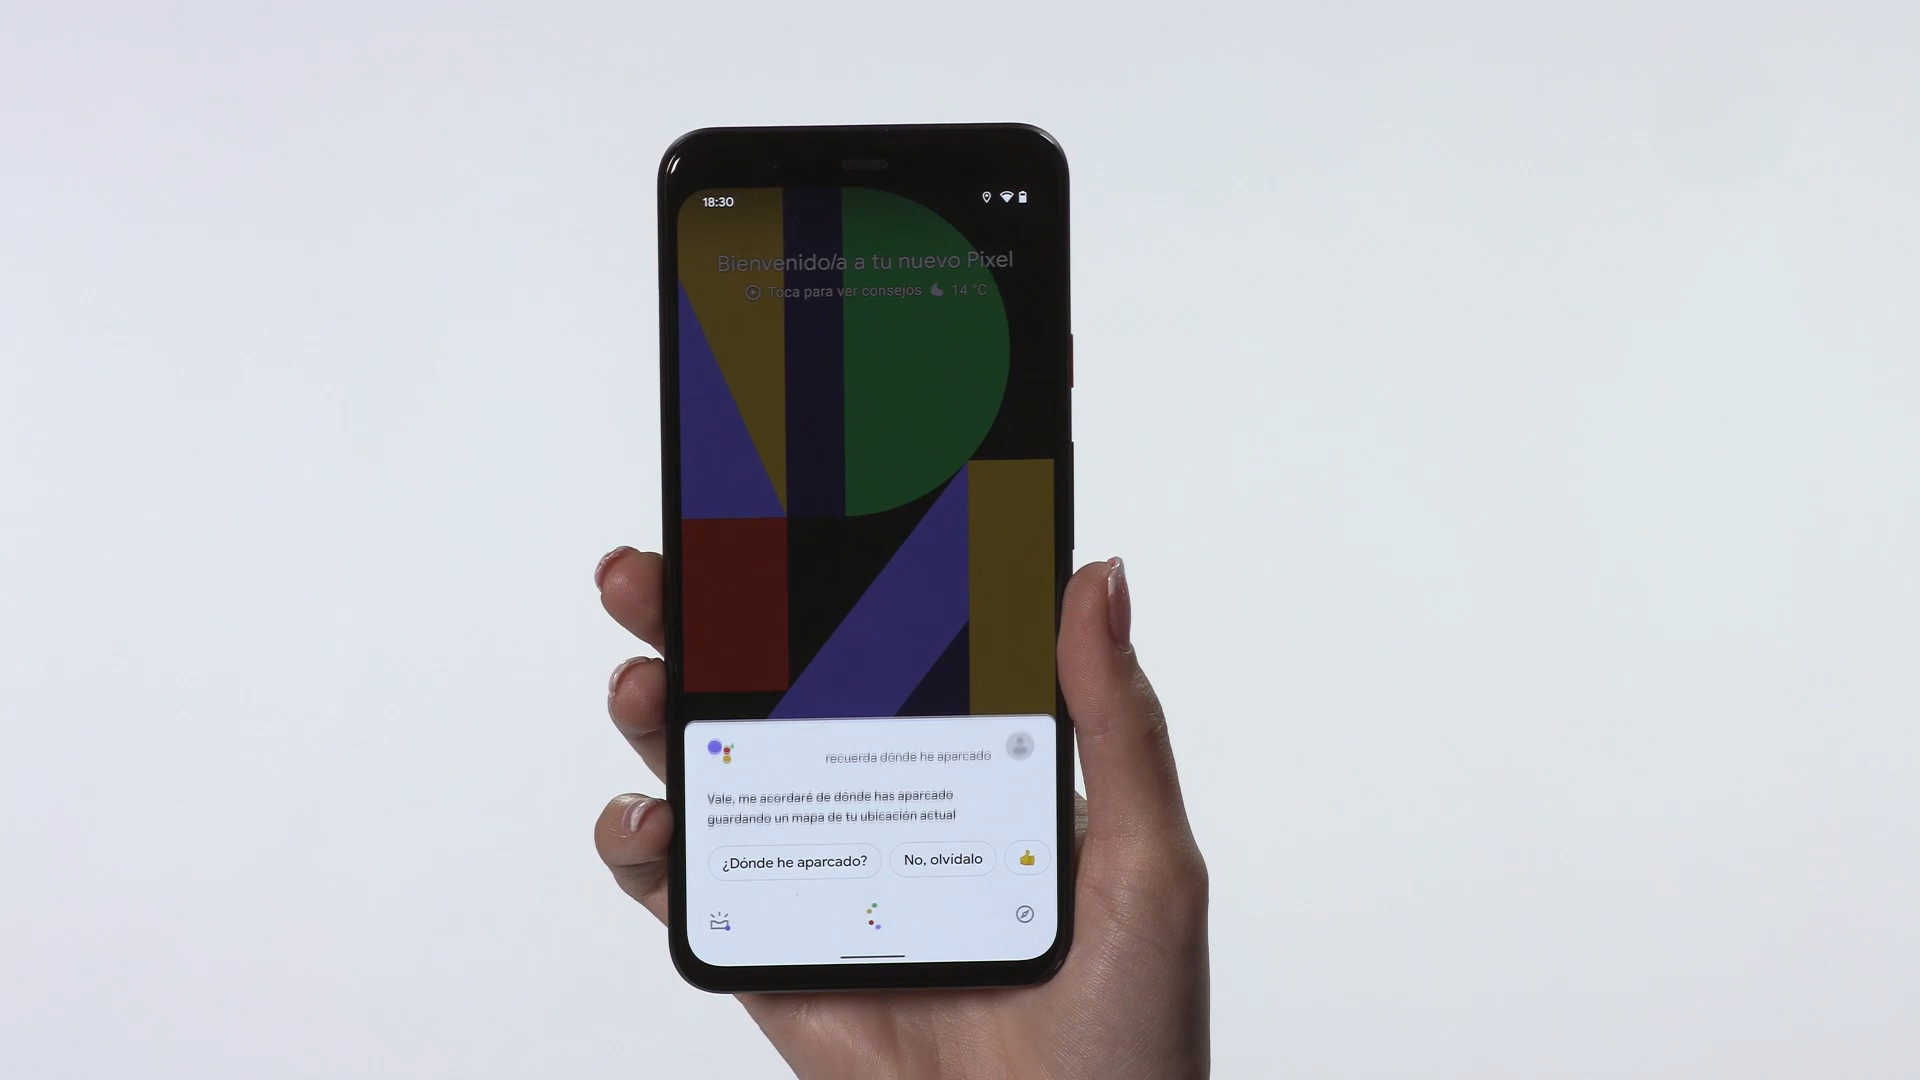 18:30
Bienvenido/a a tu nuevo Pixel
Toca para ver consejos 14 °C
recuerda dónde he aparcado
Vale, me acordaré de dónde has aparcado
guardando un mapa de tu ubicación actual
¿Dónde he aparcado? No, olvídalo 👍